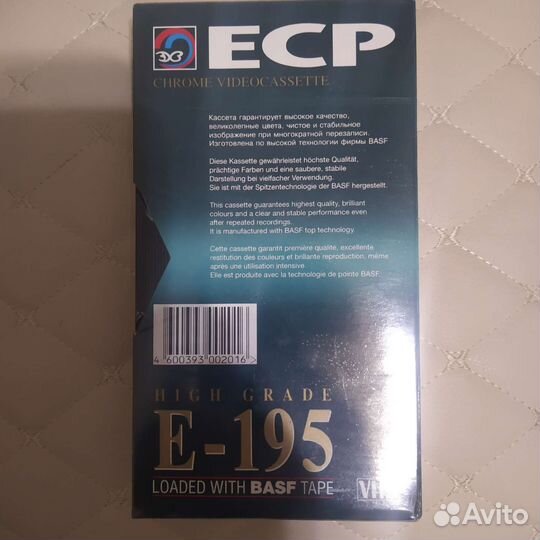 ECP
CHROME VIDEOCASSETTE
Кассета гарантирует высокое качество,
великолепные цвета, чистое и стабильное
изображение при многократной перезаписи.
Изготовлена по высокой технологии фирмы BASF
Diese Kassette gewährleistet höchste Qualität,
prächtige Farben und eine saubere, stabile
Darstellung bei vielfacher Verwendung.
Sie ist mit der Spitzentechnologie der BASF hergestellt.
This cassette guarantees highest quality, brilliant
colours and a clear and stable performance even
after repeated recordings.
It is manufactured with BASF top technology.
Cette cassette garantit première qualité, excellente
restitution des couleurs et brillante reproduction, même
après une utilisation intensive.
Elle est produite avec la technologie de pointe BASF.
4 600393 002016 >
HIGH GRADE
E-195
LOADED WITH BASF TAPE
Avito